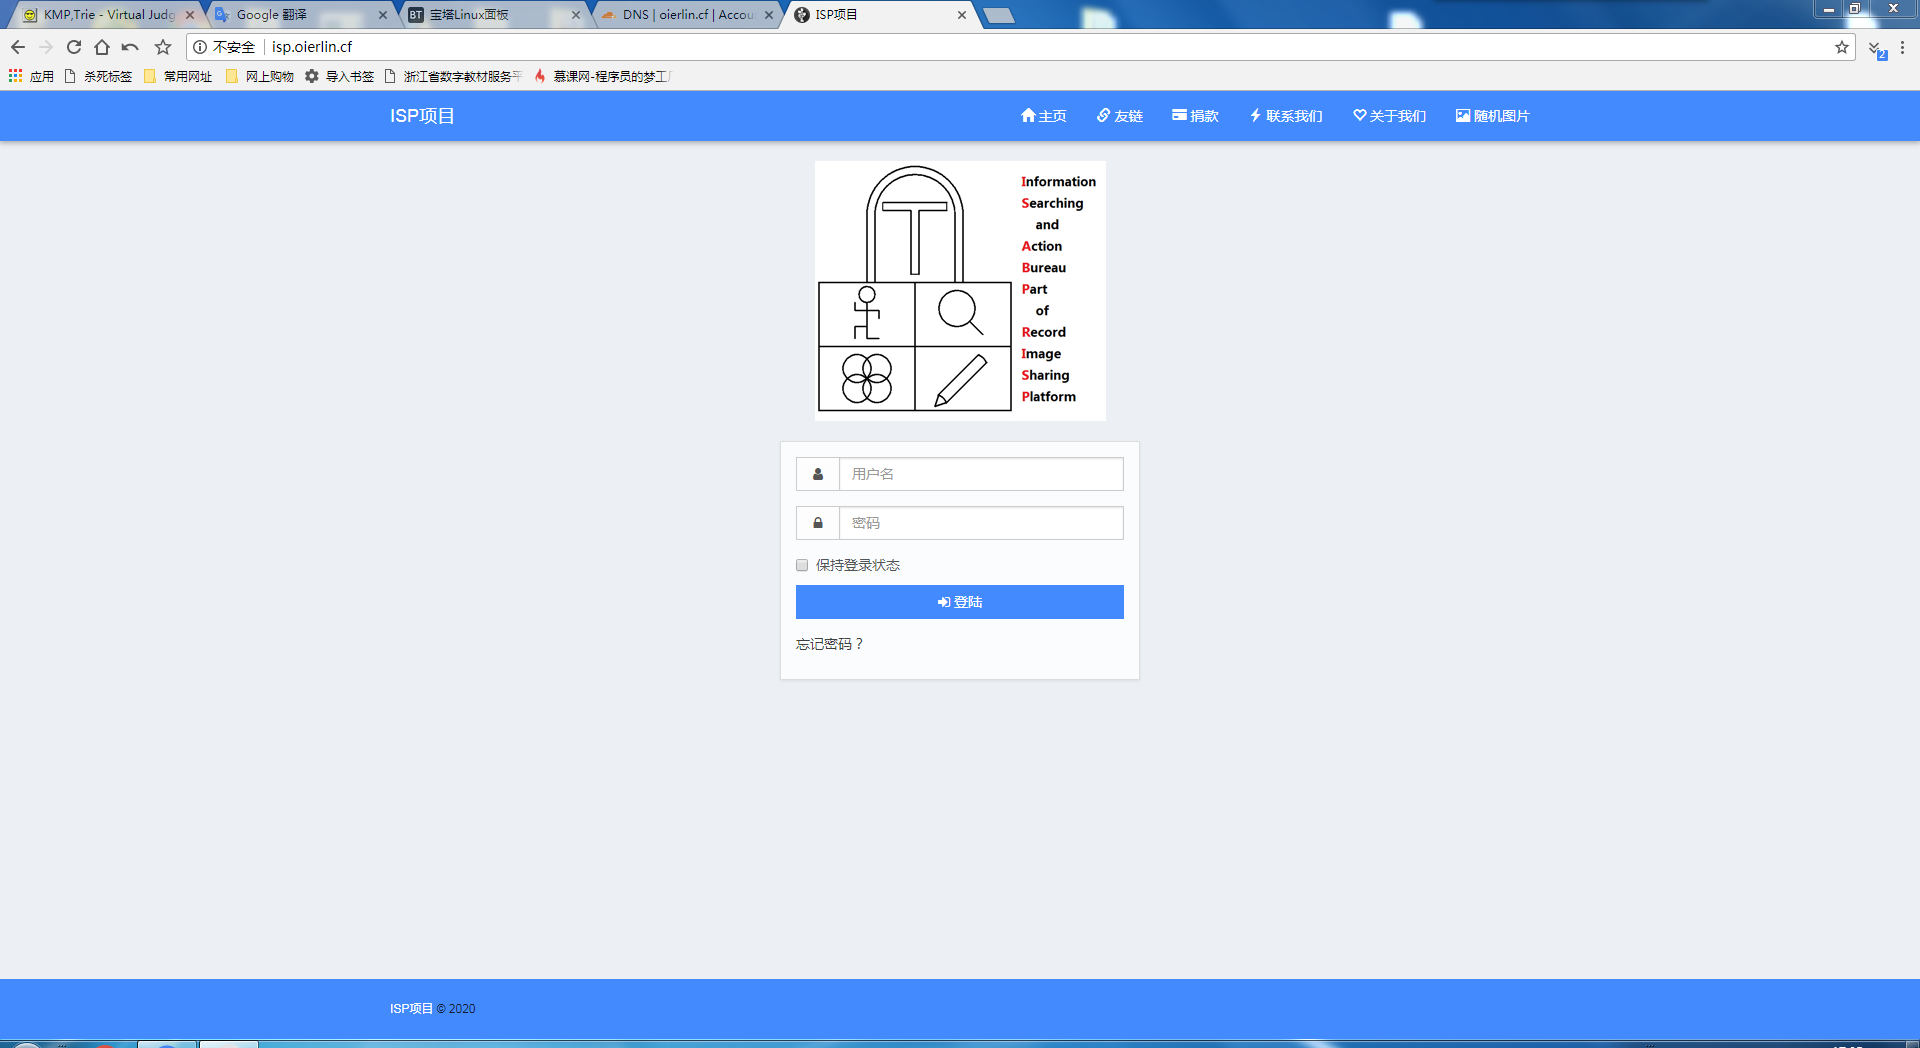 KMP,Trie - Virtual Judg
Google 翻译
BT 宝塔Linux面板
DNS | oierlin.cf | Accou
ISP项目
不安全 isp.oierlin.cf
2
应用 杀死标签 常用网址 网上购物 导入书签 浙江省数字教材服务平 慕课网-程序员的梦工
ISP项目 主页 友链 捐款 联系我们 关于我们 随机图片
T
Information
Searching
and
Action
Bureau
Part
of
Record
Image
Sharing
Platform
用户名
密码
保持登录状态
登陆
忘记密码？
ISP项目 © 2020